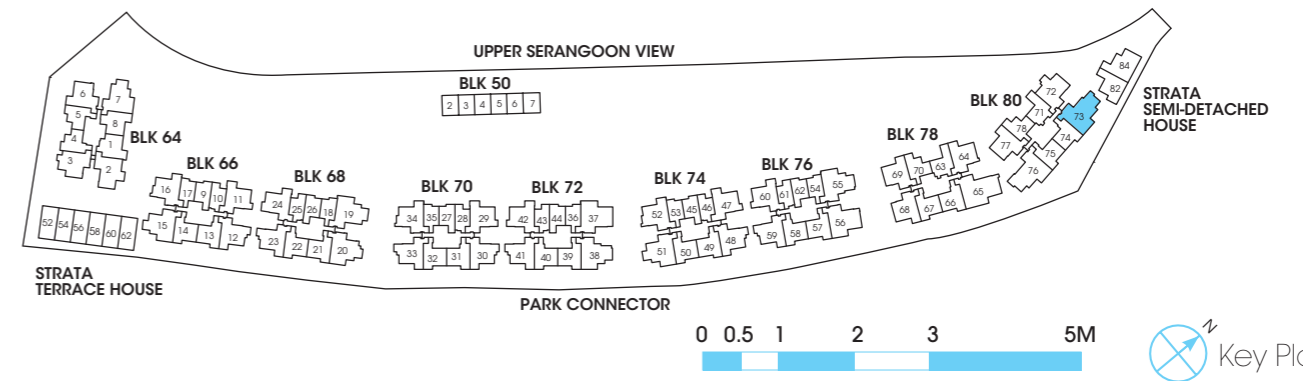 UPPER SERANGOON VIEW
BLK 50
2 3 4 5 6 7
BLK 64
6 7
5 8
4 1
3 2
BLK 66
16 17 9 10 11
15 14 13 12
BLK 68
24 25 26 18 19
23 22 21 20
BLK 70
34 35 27 28 29
33 32 31 30
BLK 72
42 43 44 36 37
41 40 39 38
BLK 74
52 53 45 46 47
51 50 49 48
BLK 76
60 61 62 54 55
59 58 57 56
BLK 78
69 70 63 64
68 67 66 65
BLK 80
72
71 73
78 74
77 75
76
84
82
STRATA
SEMI-DETACHED
HOUSE
52 54 56 58 60 62
STRATA
TERRACE HOUSE
PARK CONNECTOR
0 0.5 1 2 3 5M
N
Key Pla